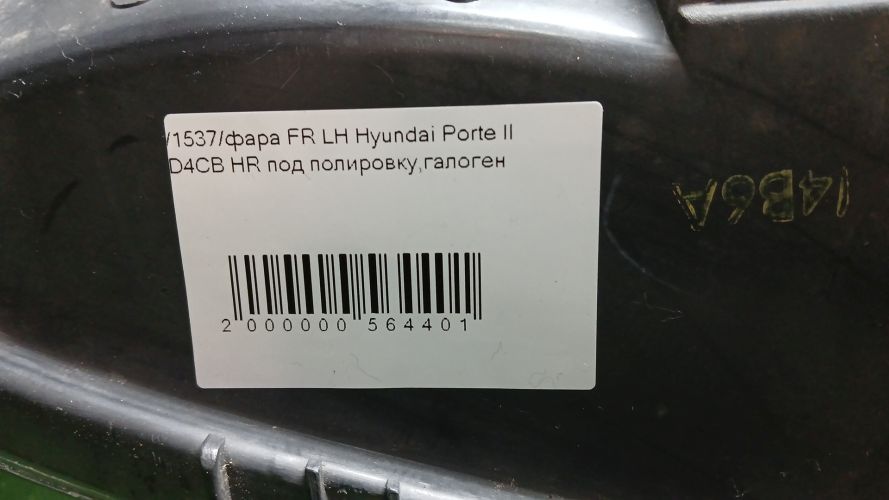 /1537/фара FR LH Hyundai Porte II
D4CB HR под полировку,галоген
2 000000 564401
14B6A